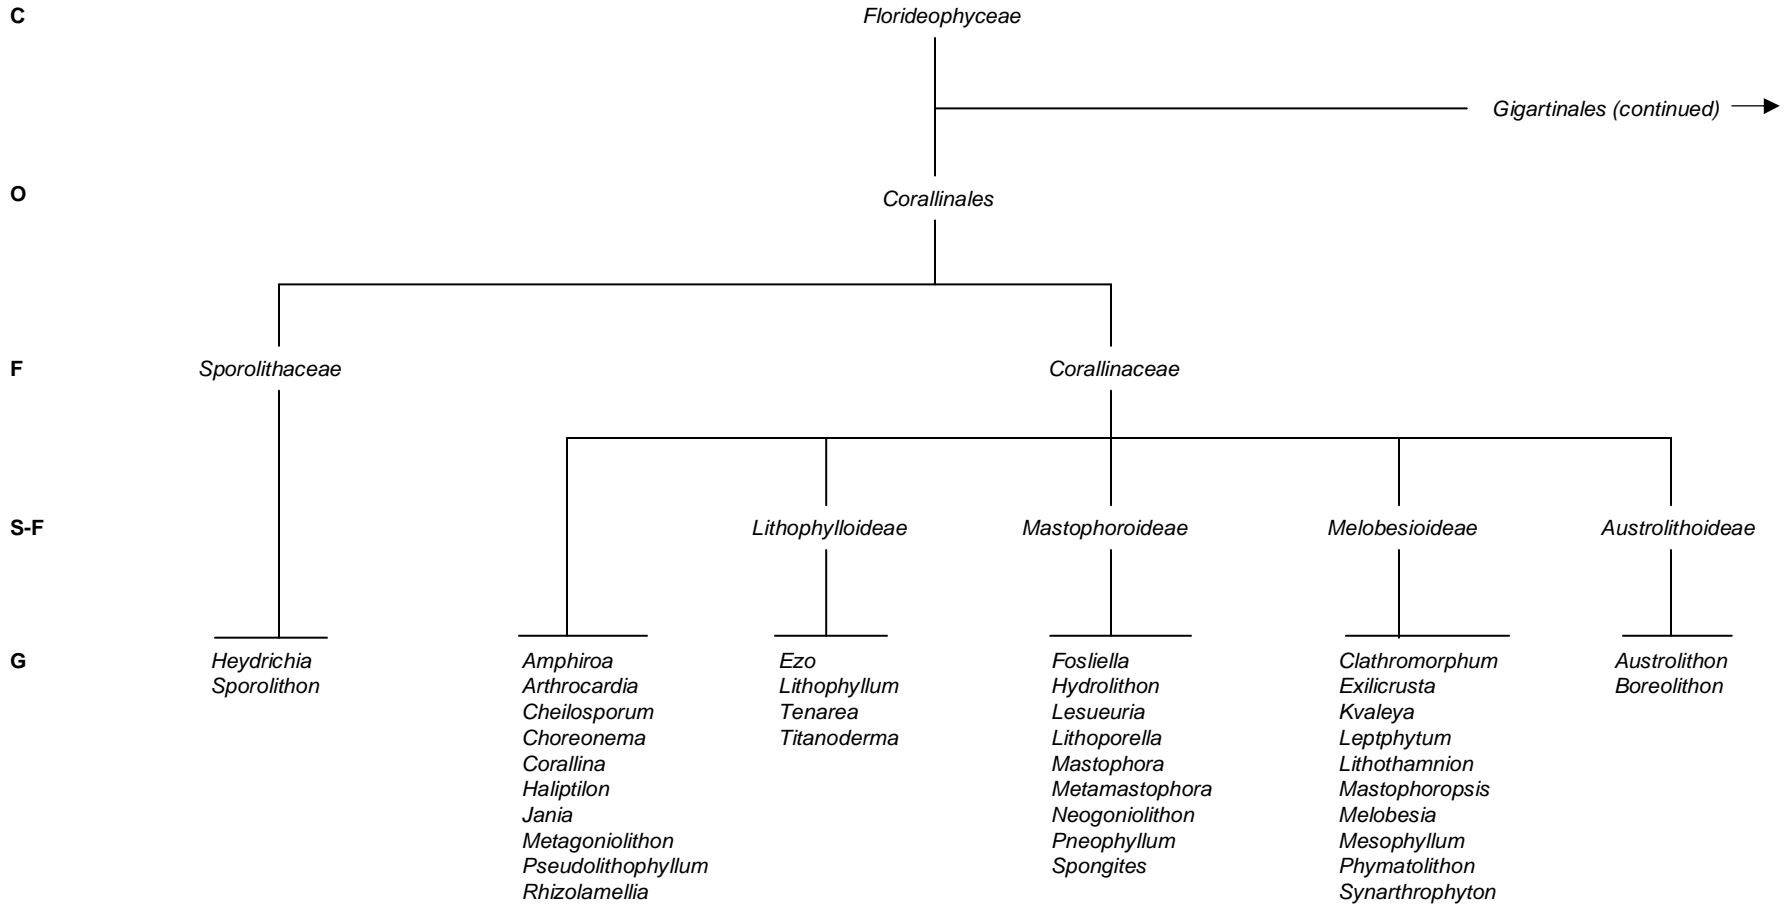 C
Florideophyceae
Gigartinales (continued)
O
Corallinales
F
Sporolithaceae
Corallinaceae
S-F
Lithophylloideae
Mastophoroideae
Melobesioideae
Austrolithoideae
G
Heydrichia
Sporolithon
Amphiroa
Arthrocardia
Cheilosporum
Choreonema
Corallina
Haliptilon
Jania
Metagoniolithon
Pseudolithophyllum
Rhizolamellia
Ezo
Lithophyllum
Tenarea
Titanoderma
Fosliella
Hydrolithon
Lesueuria
Lithoporella
Mastophora
Metamastophora
Neogoniolithon
Pneophyllum
Spongites
Clathromorphum
Exilicrusta
Kvaleya
Leptphytum
Lithothamnion
Mastophoropsis
Melobesia
Mesophyllum
Phymatolithon
Synarthrophyton
Austrolithon
Boreolithon